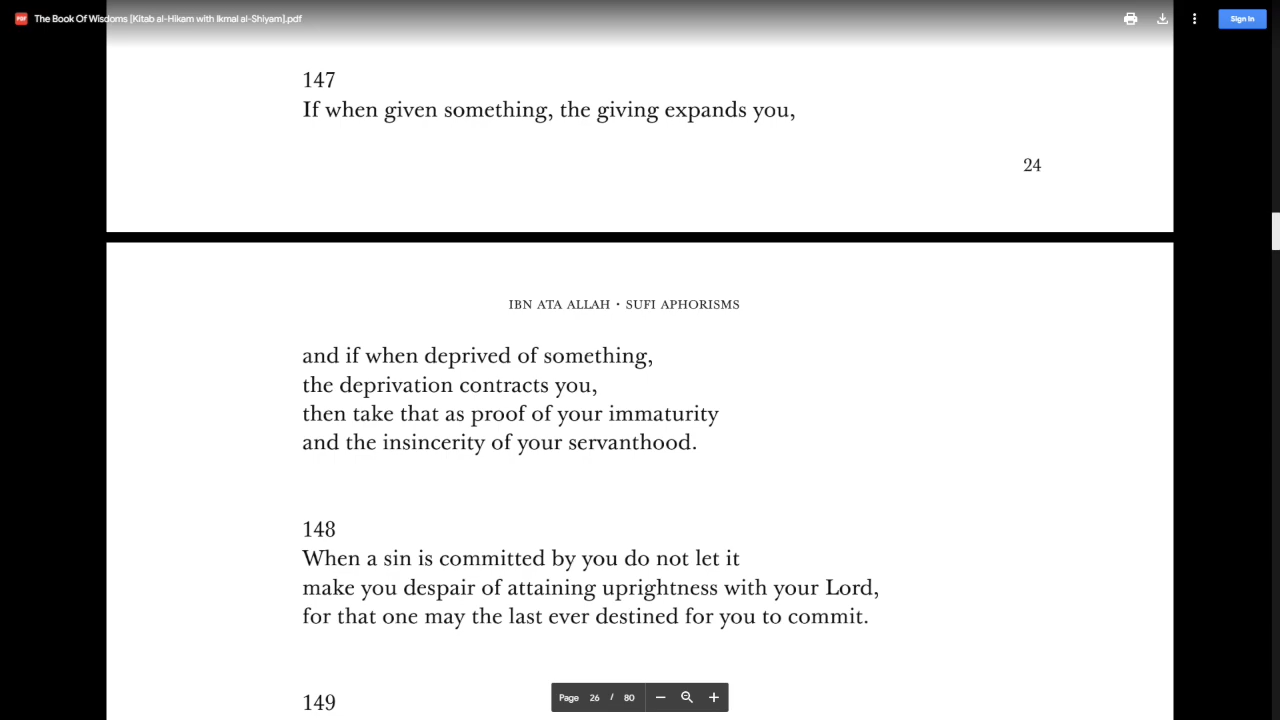 The Book Of Wisdoms [Kitab al-Hikam with Ikmal al-Shiyam].pdf
Sign in
147
If when given something, the giving expands you,
24
IBN ATA ALLAH · SUFI APHORISMS
and if when deprived of something,
the deprivation contracts you,
then take that as proof of your immaturity
and the insincerity of your servanthood.
148
When a sin is committed by you do not let it
make you despair of attaining uprightness with your Lord,
for that one may the last ever destined for you to commit.
149
Page 26 / 80